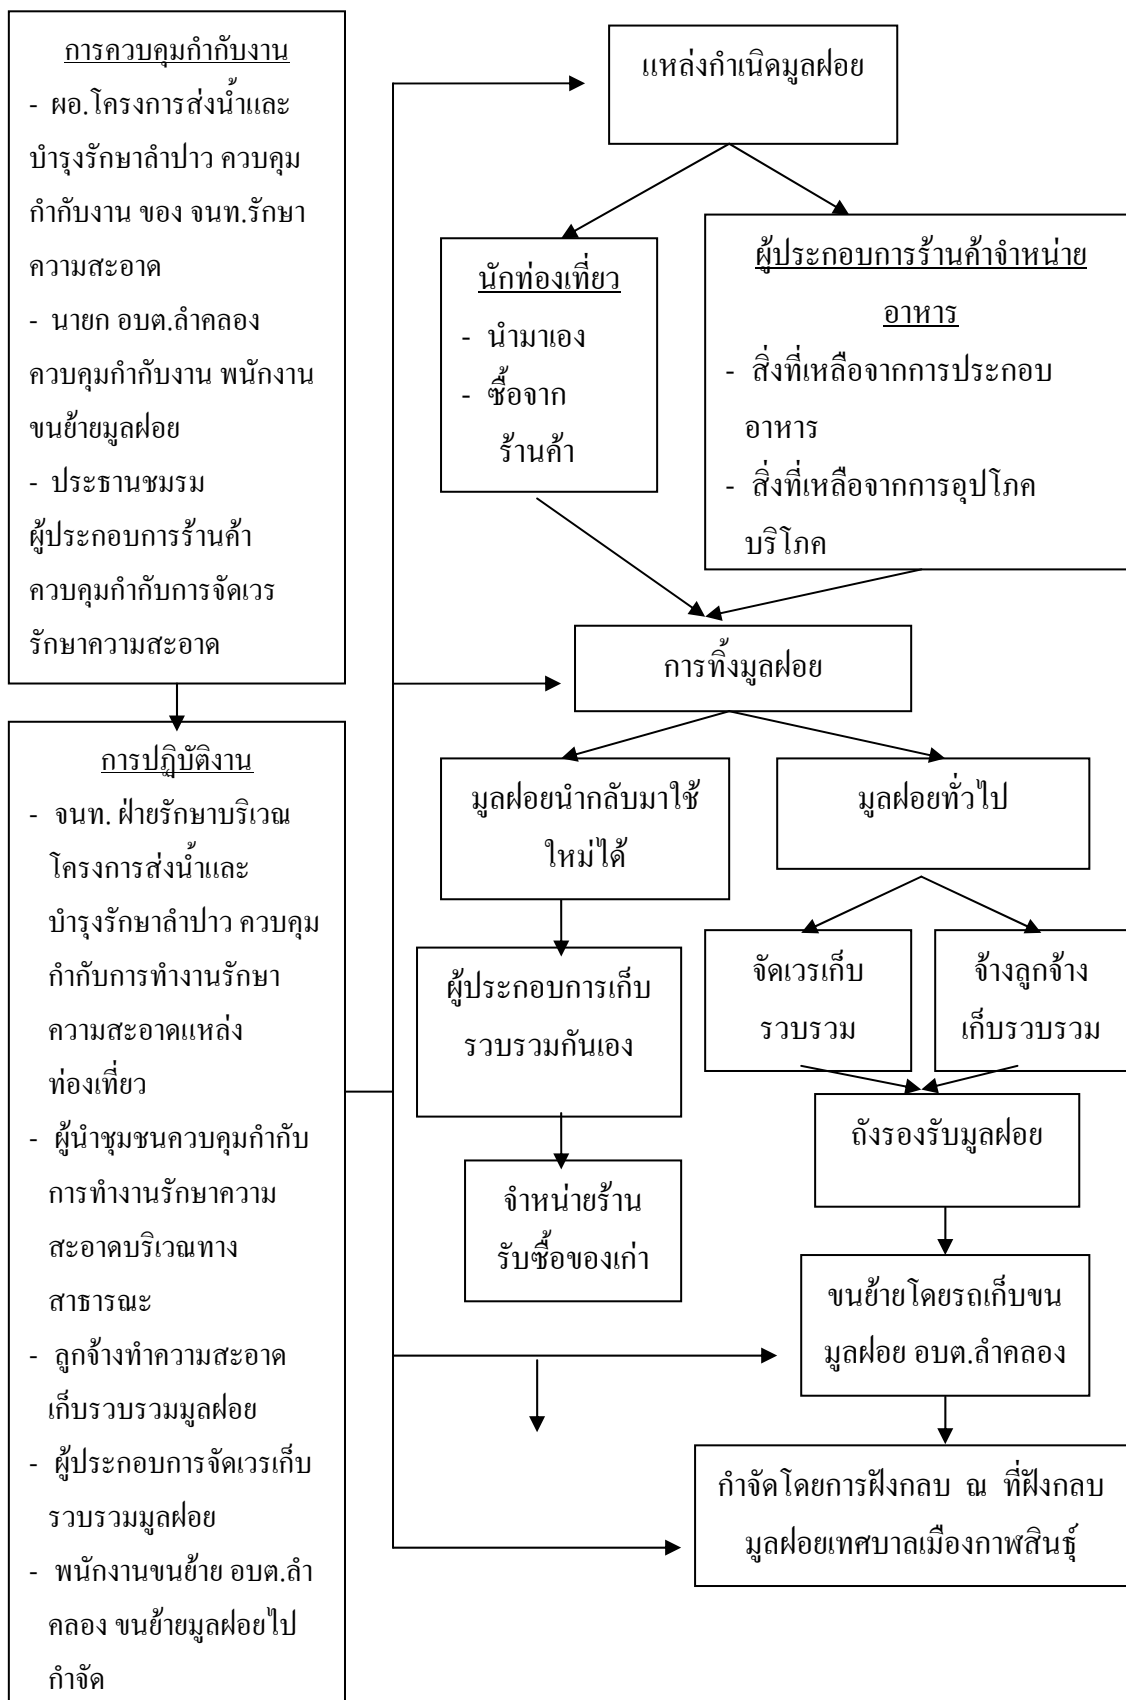 การควบคุมกำกับงาน
- ผอ.โครงการส่งน้ำและ
บำรุงรักษาลำปาว ควบคุม
กำกับงาน ของ จนท.รักษา
ความสะอาด
- นายก อบต.ลำคลอง
ควบคุมกำกับงาน พนักงาน
ขนย้ายมูลฝอย
- ประธานชมรม
ผู้ประกอบการร้านค้า
ควบคุมกำกับการจัดเวร
รักษาความสะอาด
การปฏิบัติงาน
- จนท. ฝ่ายรักษาบริเวณ
โครงการส่งน้ำและ
บำรุงรักษาลำปาว ควบคุม
กำกับการทำงานรักษา
ความสะอาดแหล่ง
ท่องเที่ยว
- ผู้นำชุมชนควบคุมกำกับ
การทำงานรักษาความ
สะอาดบริเวณทาง
สาธารณะ
- ลูกจ้างทำความสะอาด
เก็บรวบรวมมูลฝอย
- ผู้ประกอบการจัดเวรเก็บ
รวบรวมมูลฝอย
- พนักงานขนย้าย อบต.ลำ
คลอง ขนย้ายมูลฝอยไป
กำจัด
แหล่งกำเนิดมูลฝอย
นักท่องเที่ยว
- นำมาเอง
- ซื้อจาก
ร้านค้า
ผู้ประกอบการร้านค้าจำหน่าย
อาหาร
- สิ่งที่เหลือจากการประกอบ
อาหาร
- สิ่งที่เหลือจากการอุปโภค
บริโภค
การทิ้งมูลฝอย
มูลฝอยนำกลับมาใช้
ใหม่ได้
มูลฝอยทั่วไป
ผู้ประกอบการเก็บ
รวบรวมกันเอง
จัดเวรเก็บ
รวบรวม
จ้างลูกจ้าง
เก็บรวบรวม
จำหน่ายร้าน
รับซื้อของเก่า
ถังรองรับมูลฝอย
ขนย้ายโดยรถเก็บขน
มูลฝอย อบต.ลำคลอง
กำจัดโดยการฝังกลบ ณ ที่ฝังกลบ
มูลฝอยเทศบาลเมืองกาฬสินธุ์